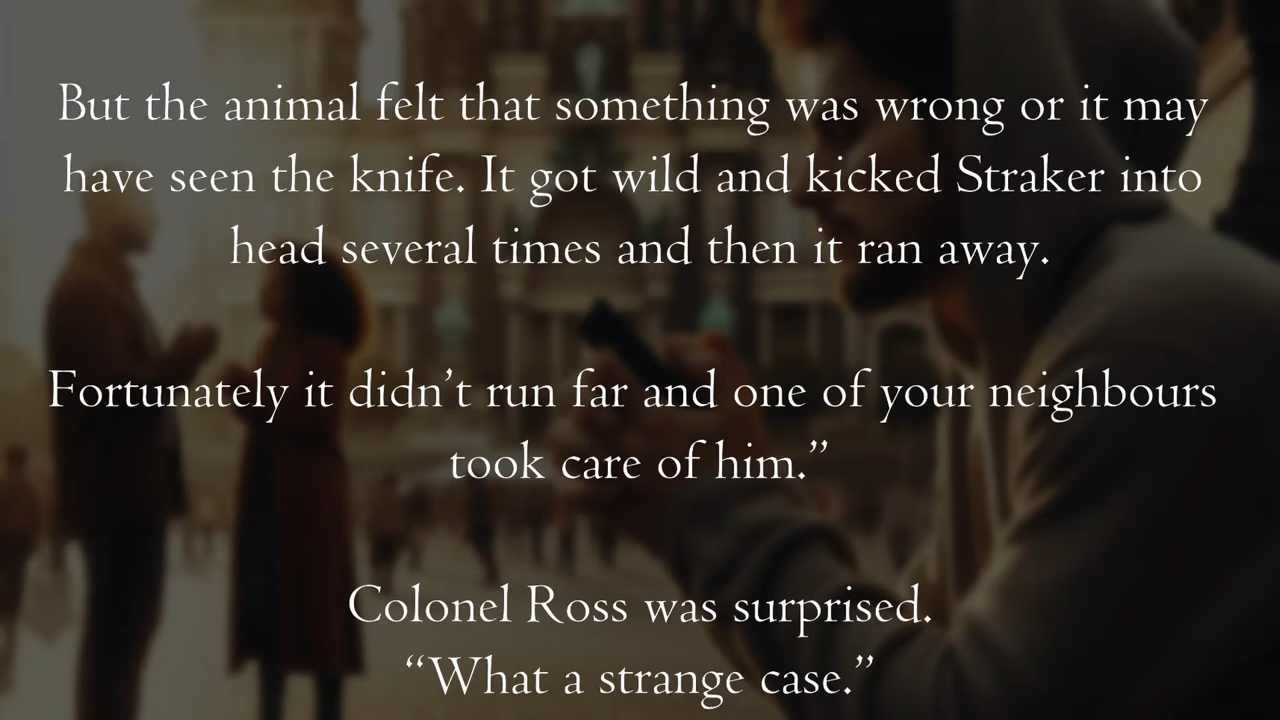 But the animal felt that something was wrong or it may
have seen the knife. It got wild and kicked Straker into
head several times and then it ran away.
Fortunately it didn’t run far and one of your neighbours
took care of him.”
Colonel Ross was surprised.
“What a strange case.”